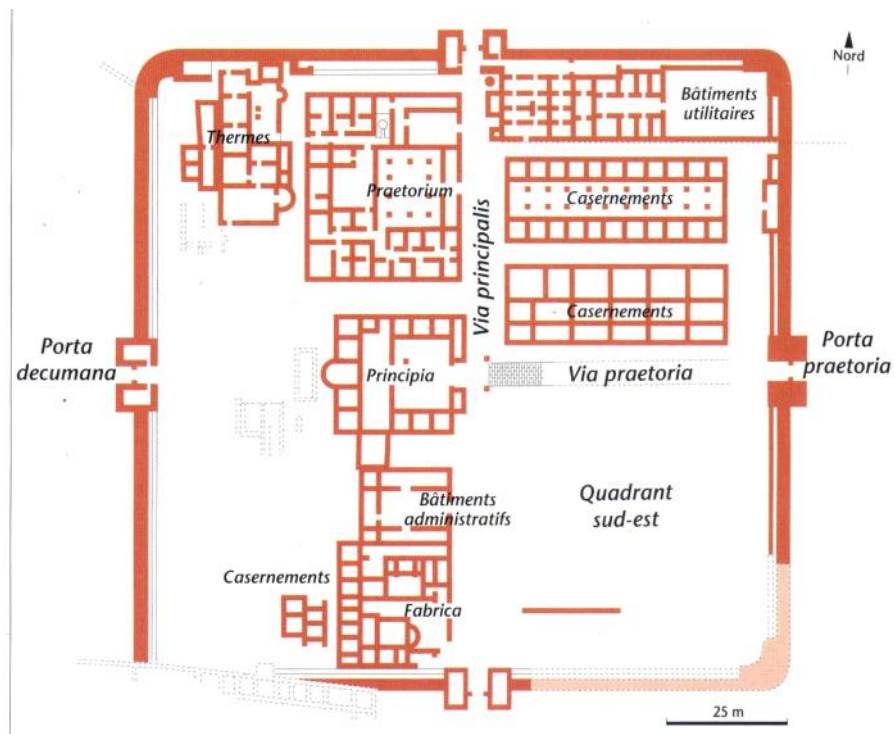 Nord
Bâtiments
utilitaires
Thermes
Praetorium
Casernements
Via principalis
Casernements
Porta
decumana
Principia
Via praetoria
Porta
praetoria
Bâtiments
administratifs
Quadrant
sud-est
Casernements
Fabrica
25 m